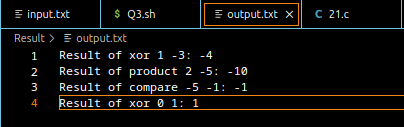 input.txt
$ Q3.sh
output.txt
C 21.c
Result > output.txt
1 Result of xor 1 -3: -4
2 Result of product 2 -5: -10
3 Result of compare -5 -1: -1
4 Result of xor 0 1: 1